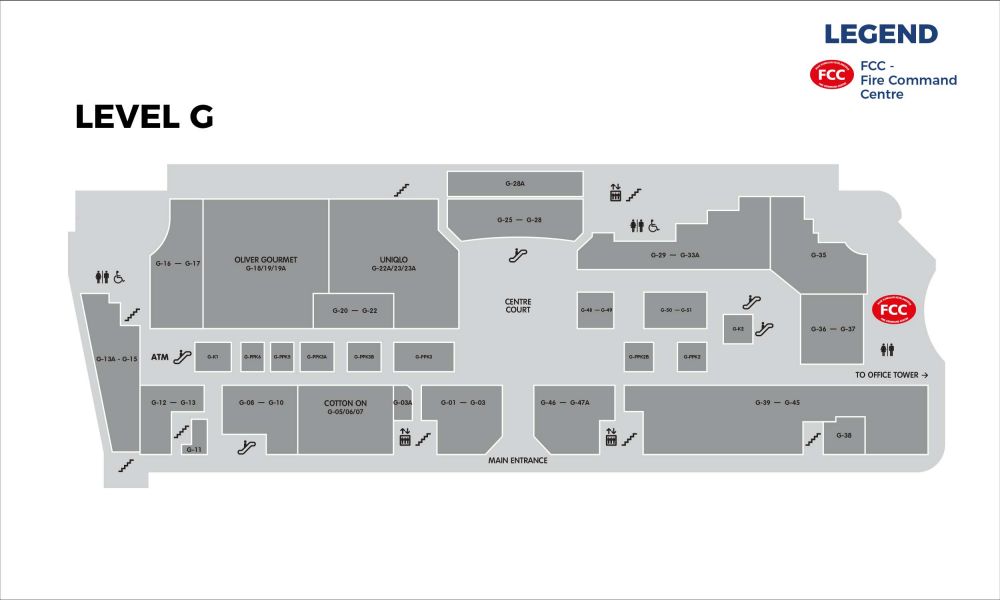 LEGEND
FCC
FCC -
Fire Command
Centre
LEVEL G
G-28A
G-25 — G-28
G-16 — G-17
OLIVER GOURMET
G-18/19/19A
UNIQLO
G-22A/23/23A
G-29 — G-33A
G-35
G-20 — G-22
CENTRE
COURT
G-48 — G-49
G-50 — G-51
G-K2
G-36 — G-37
FCC
G-13A - G-15
ATM
G-K1
G-PPK6
G-PPK5
G-PPK3A
G-PPK3B
G-PPK3
G-PPK2B
G-PPK2
TO OFFICE TOWER →
G-12 — G-13
G-08 — G-10
COTTON ON
G-05/06/07
G-03A
G-01 — G-03
G-46 — G-47A
G-39 — G-45
G-11
G-38
MAIN ENTRANCE